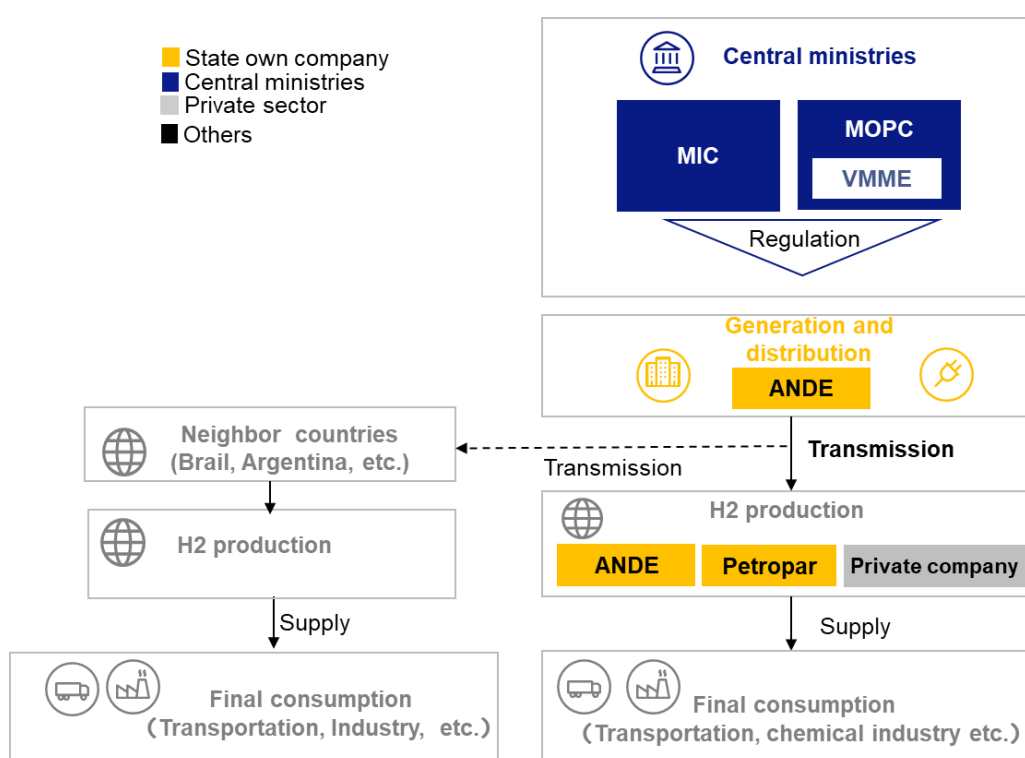 State own company
Central ministries
Private sector
Others
Central ministries
MIC
MOPC
VMME
Regulation
Generation and
distribution
ANDE
Neighbor countries
(Brail, Argentina, etc.)
Transmission
Transmission
H2 production
H2 production
ANDE
Petropar
Private company
Supply
Supply
Final consumption
（Transportation, Industry, etc.）
Final consumption
（Transportation, chemical industry etc.）